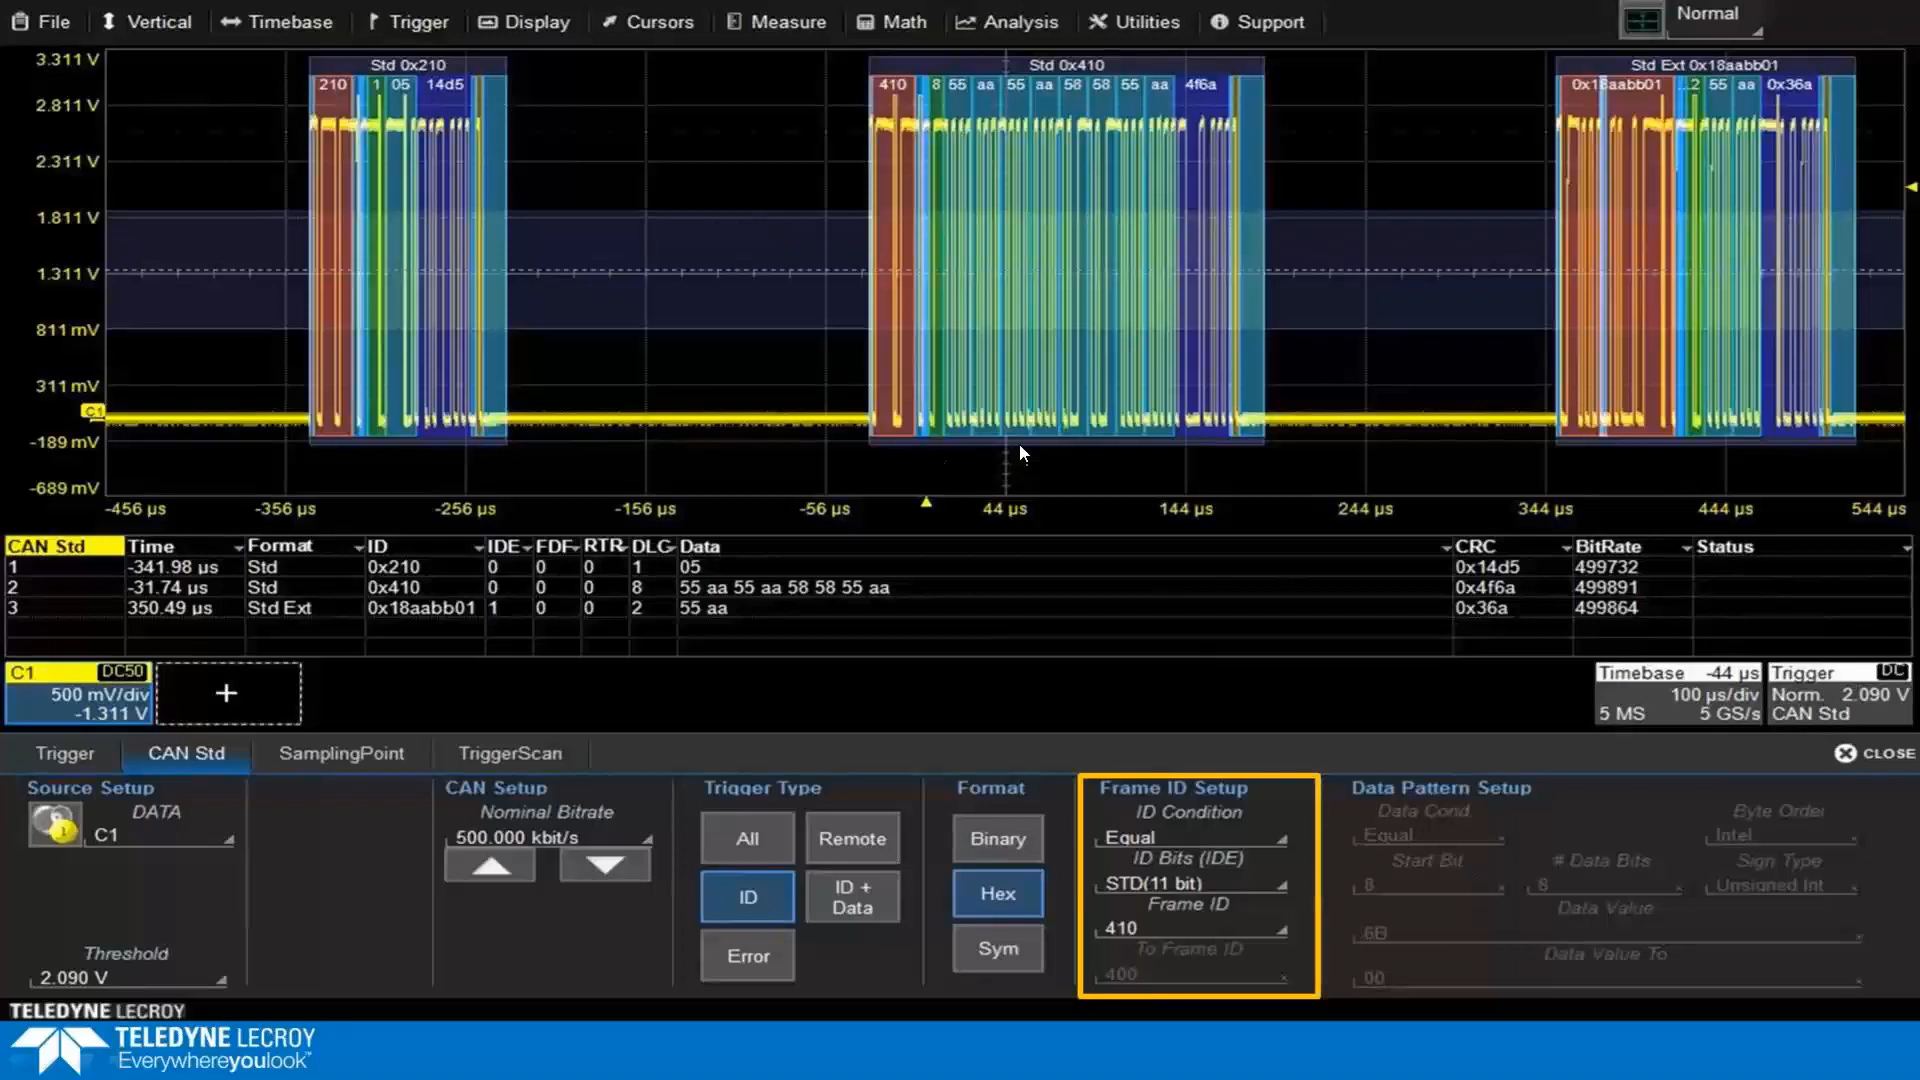 File Vertical Timebase Trigger Display Cursors Measure Math Analysis Utilities Support Normal
3.311 V
2.811 V
2.311 V
1.811 V
1.311 V
811 mV
311 mV
C1
-189 mV
-689 mV
Std 0x210
210 1 05 14d5
Std 0x410
410 8 55 aa 55 aa 58 58 55 aa 4f6a
Std Ext 0x18aabb01
0x18aabb01 ...2 55 aa 0x36a
-456 µs -356 µs -256 µs -156 µs -56 µs 44 µs 144 µs 244 µs 344 µs 444 µs 544 µs
CAN Std Time Format ID IDE FDF RTR DLC Data CRC BitRate Status
1 -341.98 µs Std 0x210 0 0 0 1 05 0x14d5 499732
2 -31.74 µs Std 0x410 0 0 0 8 55 aa 55 aa 58 58 55 aa 0x4f6a 499891
3 350.49 µs Std Ext 0x18aabb01 1 0 0 2 55 aa 0x36a 499864
C1 DC50
500 mV/div
-1.311 V
+
Timebase -44 µs
100 µs/div
5 MS 5 GS/s
Trigger DC
Norm. 2.090 V
CAN Std
Trigger CAN Std SamplingPoint TriggerScan CLOSE
Source Setup
DATA
1
C1
Threshold
2.090 V
CAN Setup
Nominal Bitrate
500.000 kbit/s
Trigger Type
All Remote
ID ID + Data
Error
Format
Binary
Hex
Sym
Frame ID Setup
ID Condition
Equal
ID Bits (IDE)
STD(11 bit)
Frame ID
410
To Frame ID
400
Data Pattern Setup
Data Cond. Byte Order
Equal Intel
Start Bit # Data Bits Sign Type
8 8 Unsigned Int
Data Value
6B
Data Value To
00
TELEDYNE LECROY
TELEDYNE LECROY
Everywhereyoulook™